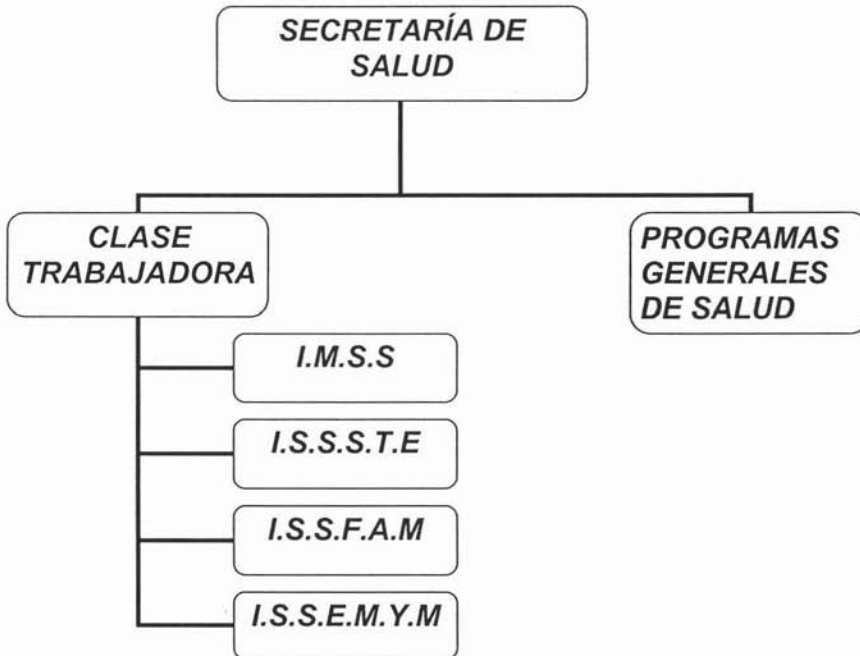 SECRETARÍA DE
SALUD
CLASE
TRABAJADORA
PROGRAMAS
GENERALES
DE SALUD
I.M.S.S
I.S.S.S.T.E
I.S.S.F.A.M
I.S.S.E.M.Y.M